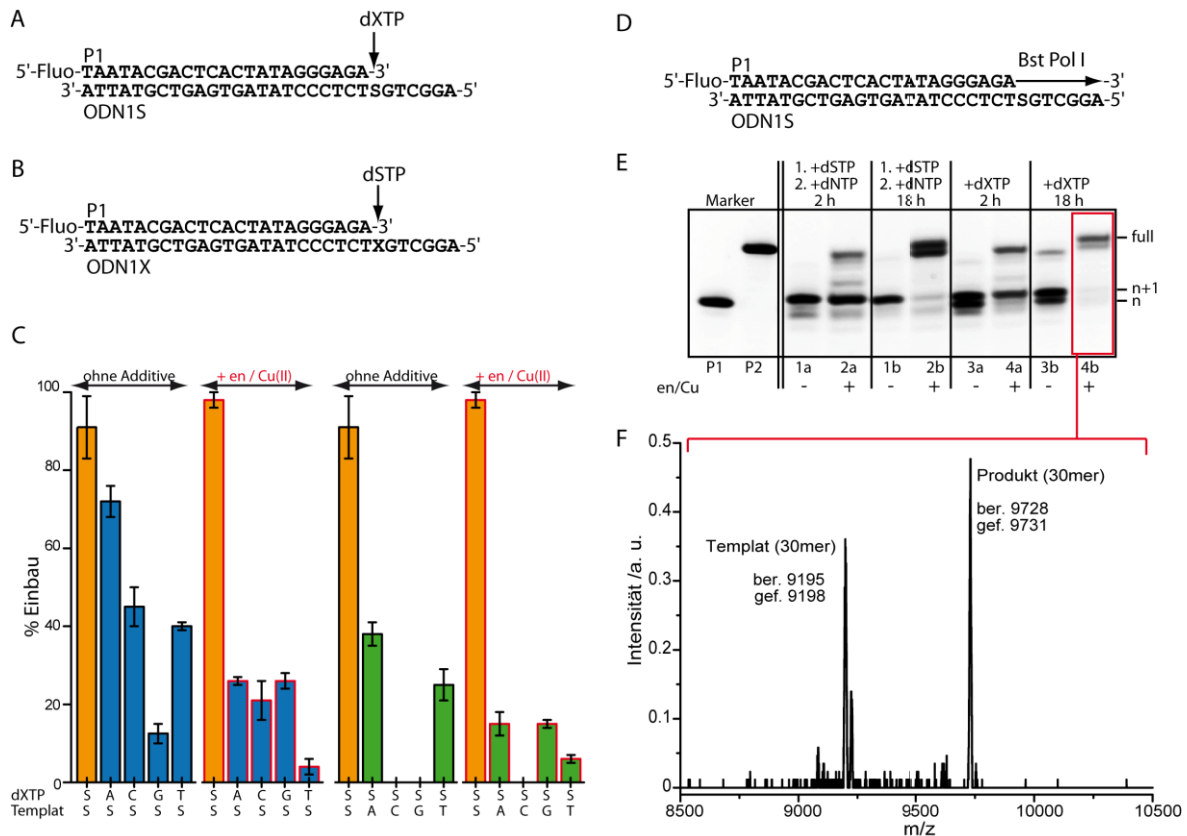 A
dXTP
P1
5'-Fluo-TAATACGACTCACTATAGGGAGA-3'
3'-ATTATGCTGAGTGATATCCCTCTSGTCGGA-5'
ODN1S
B
dSTP
P1
5'-Fluo-TAATACGACTCACTATAGGGAGA-3'
3'-ATTATGCTGAGTGATATCCCTCTXGTCGGA-5'
ODN1X
C
ohne Additive + en / Cu(II) ohne Additive + en / Cu(II)
% Einbau
100
80
60
40
20
0
dXTP S A C G T S A C G T S S S S S S S S S S
Templat S S S S S S S S S S S A C G T S A C G T
D
P1 Bst Pol I
5'-Fluo-TAATACGACTCACTATAGGGAGA -3'
3'-ATTATGCTGAGTGATATCCCTCTSGTCGGA-5'
ODN1S
E
1. +dSTP 1. +dSTP
2. +dNTP 2. +dNTP +dXTP +dXTP
Marker 2 h 18 h 2 h 18 h
full
n+1
n
P1 P2 1a 2a 1b 2b 3a 4a 3b 4b
en/Cu - + - + - + - +
F
Intensität /a. u.
0.5
0.4
0.3
0.2
0.1
0
Produkt (30mer)
ber. 9728
gef. 9731
Templat (30mer)
ber. 9195
gef. 9198
8500 9000 9500 10000 10500
m/z